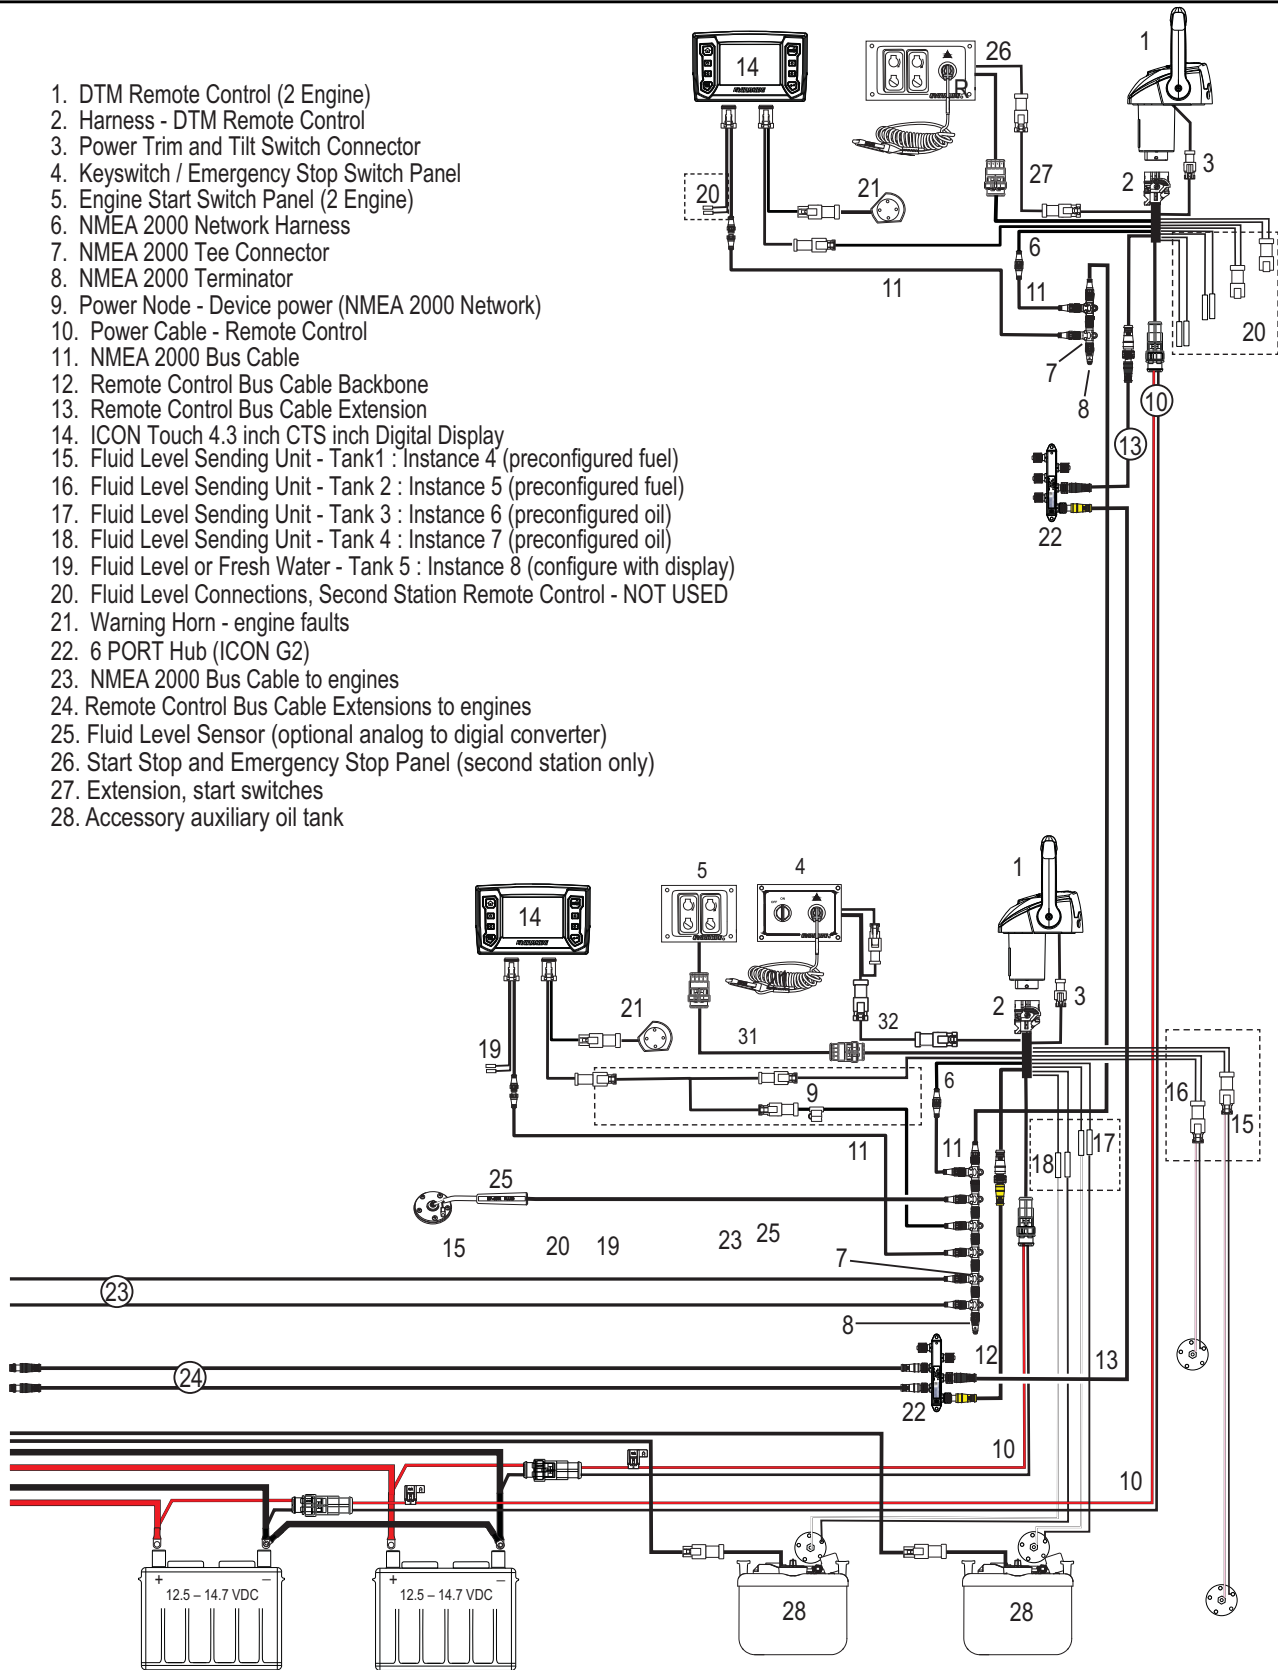 1. DTM Remote Control (2 Engine)
2. Harness - DTM Remote Control
3. Power Trim and Tilt Switch Connector
4. Keyswitch / Emergency Stop Switch Panel
5. Engine Start Switch Panel (2 Engine)
6. NMEA 2000 Network Harness
7. NMEA 2000 Tee Connector
8. NMEA 2000 Terminator
9. Power Node - Device power (NMEA 2000 Network)
10. Power Cable - Remote Control
11. NMEA 2000 Bus Cable
12. Remote Control Bus Cable Backbone
13. Remote Control Bus Cable Extension
14. ICON Touch 4.3 inch CTS inch Digital Display
15. Fluid Level Sending Unit - Tank1 : Instance 4 (preconfigured fuel)
16. Fluid Level Sending Unit - Tank 2 : Instance 5 (preconfigured fuel)
17. Fluid Level Sending Unit - Tank 3 : Instance 6 (preconfigured oil)
18. Fluid Level Sending Unit - Tank 4 : Instance 7 (preconfigured oil)
19. Fluid Level or Fresh Water - Tank 5 : Instance 8 (configure with display)
20. Fluid Level Connections, Second Station Remote Control - NOT USED
21. Warning Horn - engine faults
22. 6 PORT Hub (ICON G2)
23. NMEA 2000 Bus Cable to engines
24. Remote Control Bus Cable Extensions to engines
25. Fluid Level Sensor (optional analog to digial converter)
26. Start Stop and Emergency Stop Panel (second station only)
27. Extension, start switches
28. Accessory auxiliary oil tank
14
26
1
R
20
21
27
2
3
6
11
11
20
7
8
10
13
22
5
4
1
14
21
31
32
2
3
19
9
6
16
15
11
11
18
17
25
15
20
19
23
25
7
23
8
24
12
13
22
10
10
+
–
12.5 – 14.7 VDC
+
–
12.5 – 14.7 VDC
28
28